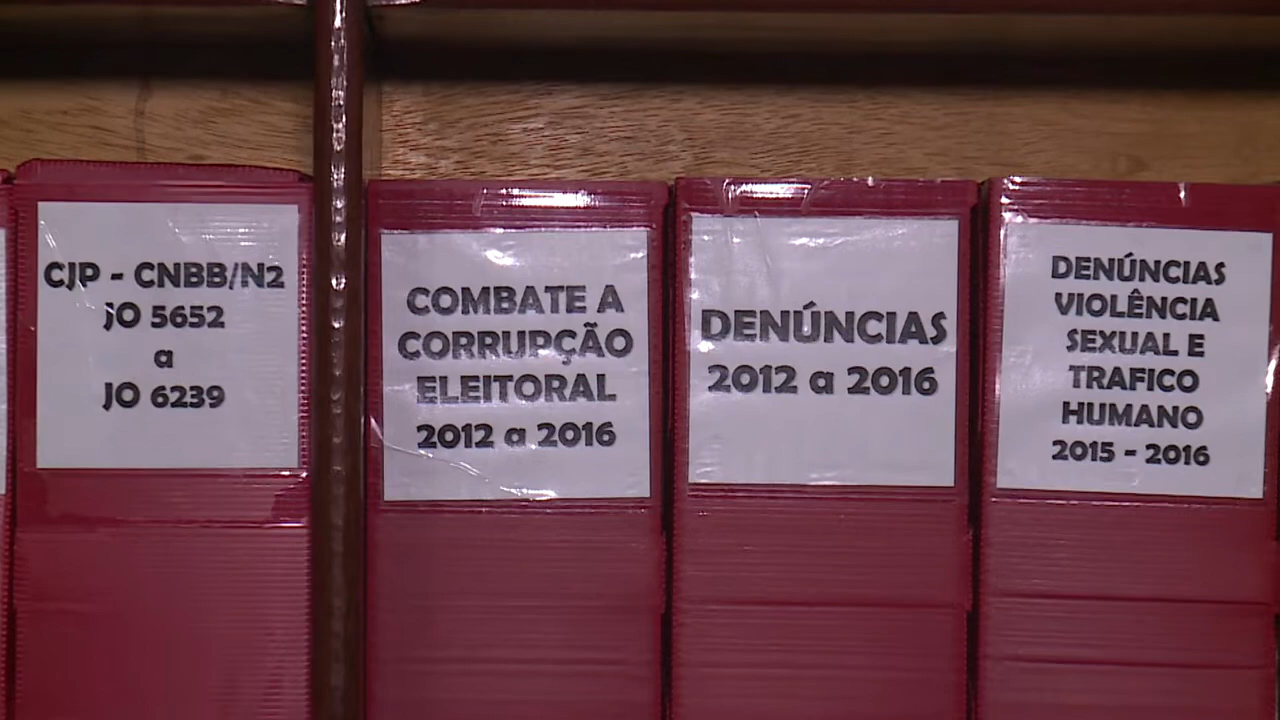 CJP - CNBB/N2
JO 5652
a
JO 6239
COMBATE A
CORRUPÇÃO
ELEITORAL
2012 a 2016
DENÚNCIAS
2012 a 2016
DENÚNCIAS
VIOLÊNCIA
SEXUAL E
TRAFICO
HUMANO
2015 - 2016